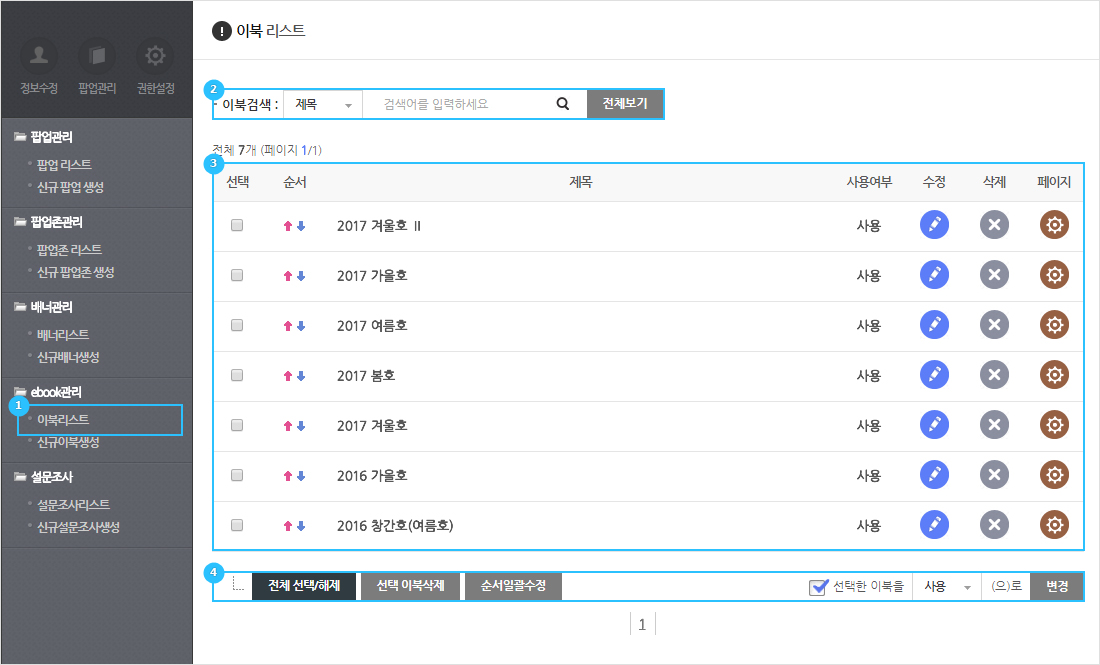 정보수정 팝업관리 권한설정
팝업관리
팝업 리스트
신규 팝업 생성
팝업존관리
팝업존 리스트
신규 팝업존 생성
배너관리
배너리스트
신규배너생성
ebook관리
1
이북리스트
신규이북생성
설문조사
설문조사리스트
신규설문조사생성
! 이북 리스트
2
이북검색 : 제목 검색어를 입력하세요 전체보기
전체 7개 (페이지 1/1)
3
선택 순서 제목 사용여부 수정 삭제 페이지
2017 겨울호 Ⅱ 사용
2017 가을호 사용
2017 여름호 사용
2017 봄호 사용
2017 겨울호 사용
2016 가을호 사용
2016 창간호(여름호) 사용
4
전체 선택/해제 선택 이북삭제 순서일괄수정 선택한 이북을 사용 (으)로 변경
1